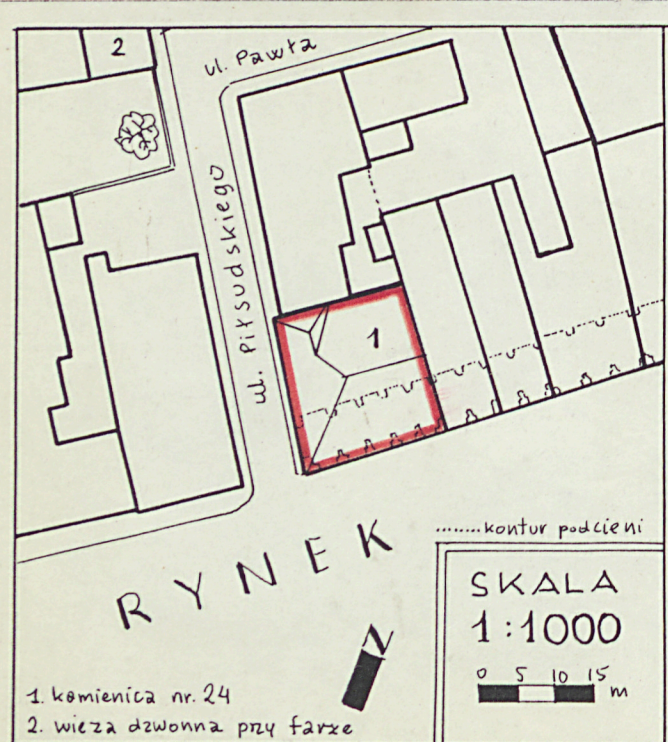 2
ul. Pawła
ul. Piłsudskiego
1
RYNEK
........kontur podcieni
N
SKALA
1:1000
0 5 10 15
m
1. kamienica nr. 24
2. wieża dzwonna przy farze